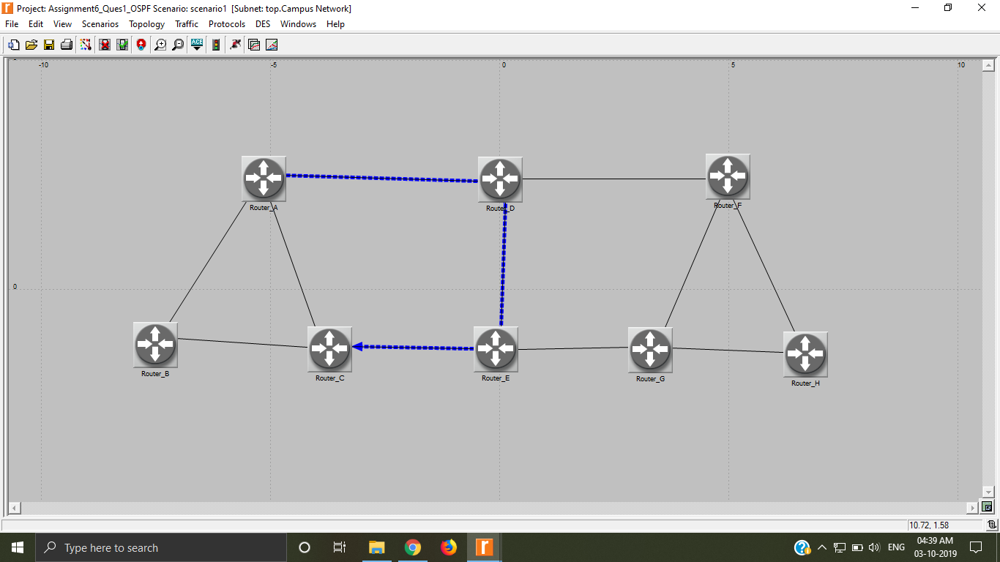 Project: Assignment6_Ques1_OSPF Scenario: scenario1 [Subnet: top.Campus Network]
File Edit View Scenarios Topology Traffic Protocols DES Windows Help
ACE
-10 -5 0 5 10
Router_A Router_D Router_F
0
Router_B Router_C Router_E Router_G Router_H
10.72, 1.58
Type here to search
ENG
04:39 AM
03-10-2019